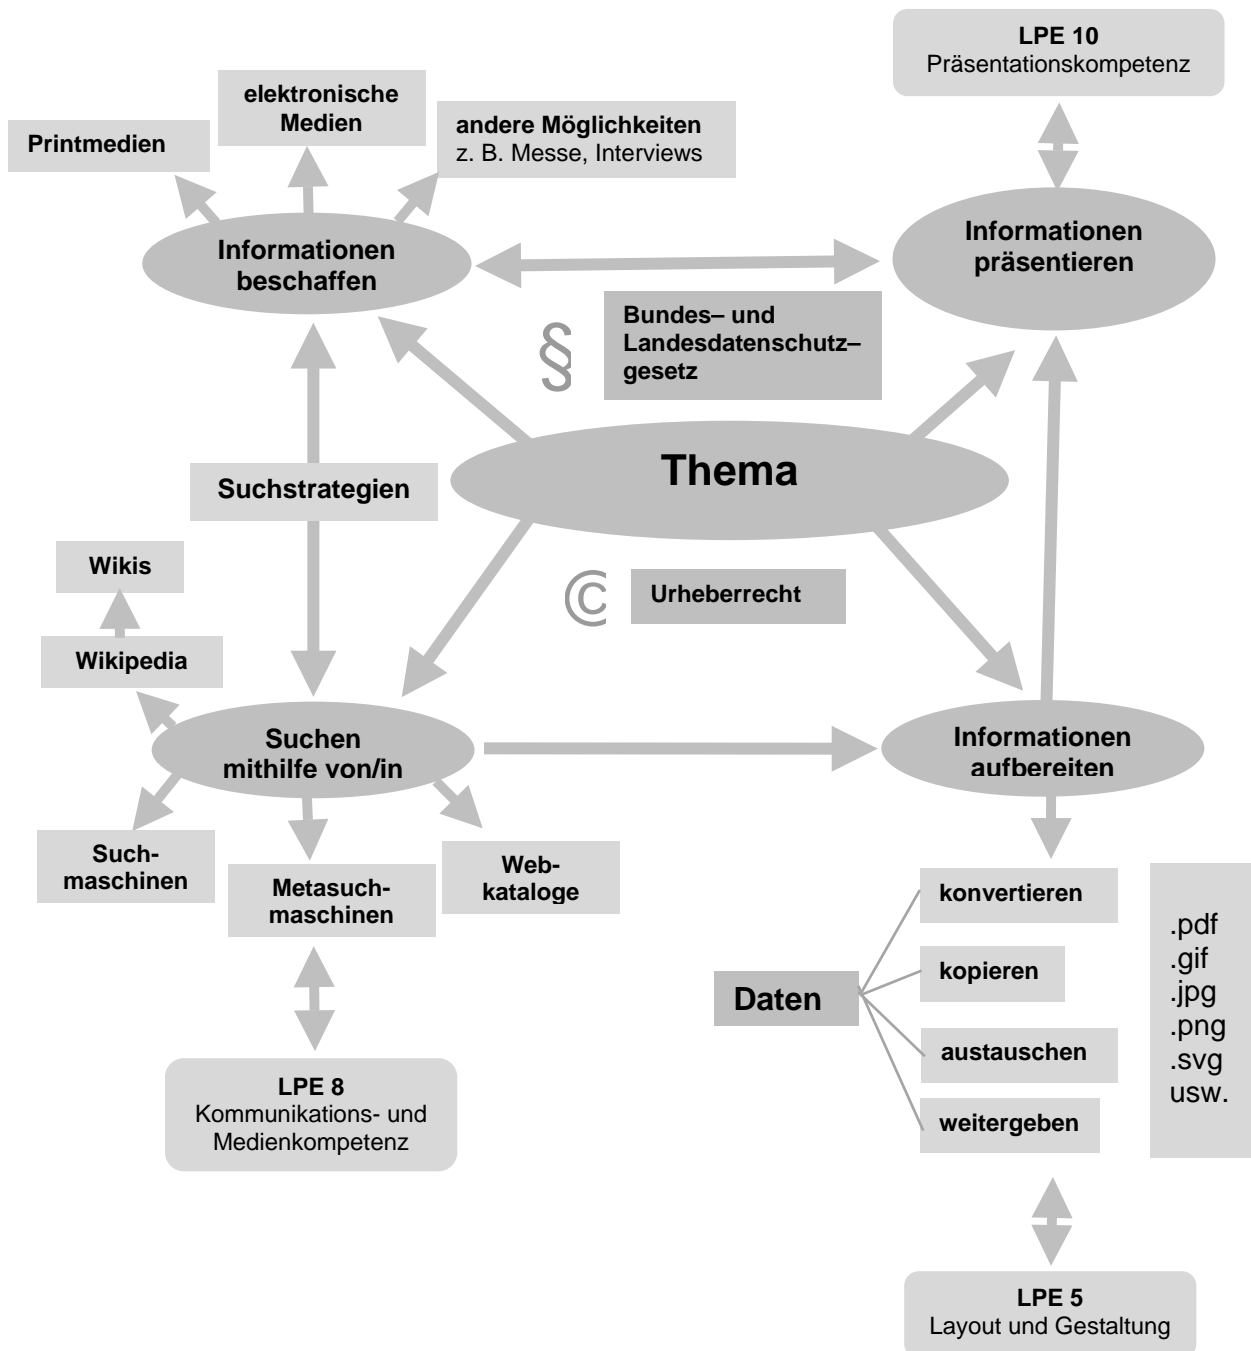 LPE 10
Präsentationskompetenz
elektronische
Medien
Printmedien
andere Möglichkeiten
z. B. Messe, Interviews
Informationen
beschaffen
Informationen
präsentieren
§
Bundes– und
Landesdatenschutz–
gesetz
Thema
Suchstrategien
Wikis
©
Urheberrecht
Wikipedia
Suchen
mithilfe von/in
Informationen
aufbereiten
Such-
maschinen
Metasuch-
maschinen
Web-
kataloge
konvertieren
kopieren
Daten
austauschen
weitergeben
.pdf
.gif
.jpg
.png
.svg
usw.
LPE 8
Kommunikations- und
Medienkompetenz
LPE 5
Layout und Gestaltung